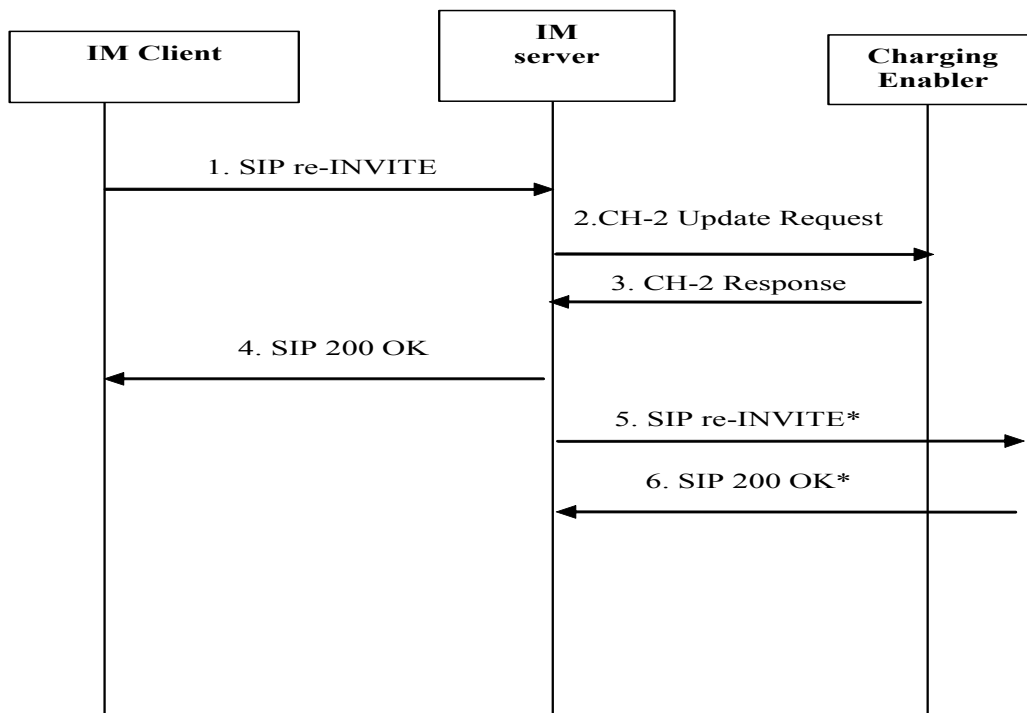 IM Client
IM
server
Charging
Enabler
1. SIP re-INVITE
2.CH-2 Update Request
3. CH-2 Response
4. SIP 200 OK
5. SIP re-INVITE*
6. SIP 200 OK*